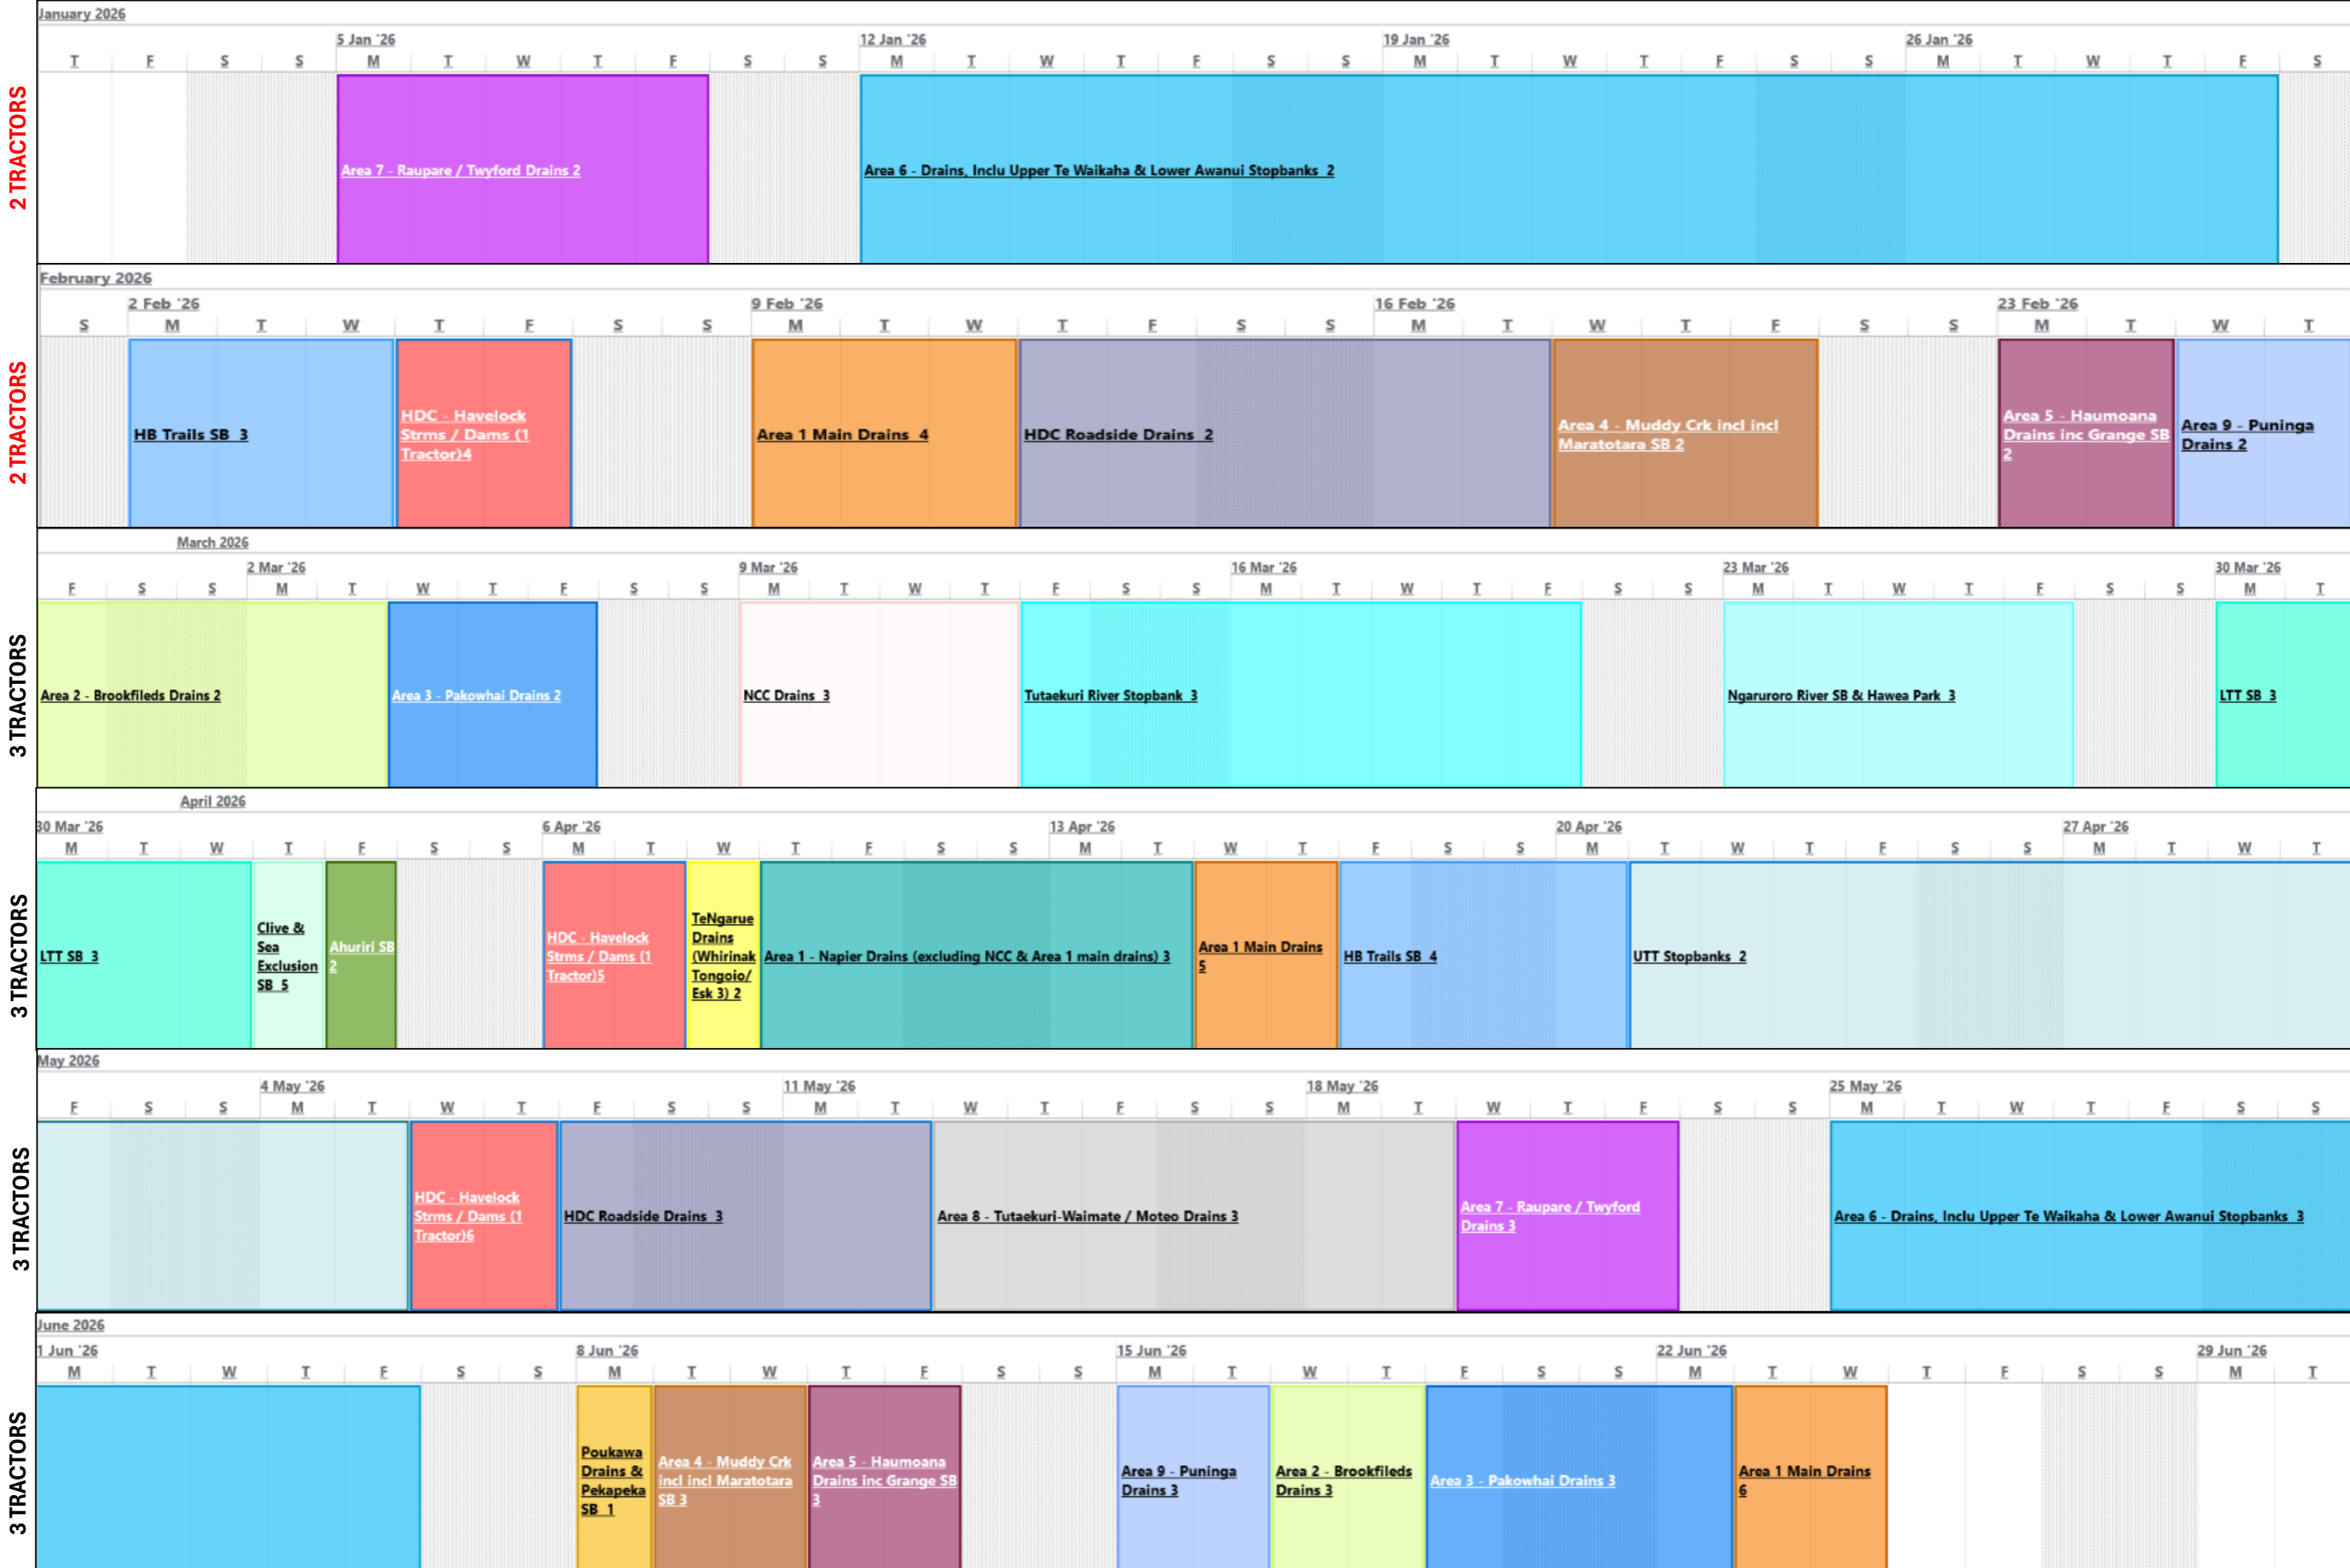 January 2026
5 Jan '26 12 Jan '26 19 Jan '26 26 Jan '26
T F S S M T W T F S S M T W T F S S M T W T F S S M T W T F S
2 TRACTORS
Area 7 - Raupare / Twyford Drains 2
Area 6 - Drains, Inclu Upper Te Waikaha & Lower Awanui Stopbanks 2
February 2026
2 Feb '26 9 Feb '26 16 Feb '26 23 Feb '26
S M T W T F S S M T W T F S S M T W T F S S M T W T
2 TRACTORS
HB Trails SB 3
HDC - Havelock
Strms / Dams (1
Tractor)4
Area 1 Main Drains 4
HDC Roadside Drains 2
Area 4 - Muddy Crk incl incl
Maratotara SB 2
Area 5 - Haumoana
Drains inc Grange SB
2
Area 9 - Puninga
Drains 2
March 2026
2 Mar '26 9 Mar '26 16 Mar '26 23 Mar '26 30 Mar '26
F S S M T W T F S S M T W T F S S M T W T F S S M T W T F S S M T
3 TRACTORS
Area 2 - Brookfileds Drains 2
Area 3 - Pakowhai Drains 2
NCC Drains 3
Tutaekuri River Stopbank 3
Ngaruroro River SB & Hawea Park 3
LTT SB 3
April 2026
30 Mar '26 6 Apr '26 13 Apr '26 20 Apr '26 27 Apr '26
M T W T F S S M T W T F S S M T W T F S S M T W T F S S M T W T
3 TRACTORS
LTT SB 3
Clive &
Sea
Exclusion
SB 5
Ahuriri SB
2
HDC - Havelock
Strms / Dams (1
Tractor)5
TeNgarue
Drains
(Whirinak
Tongoio/
Esk 3) 2
Area 1 - Napier Drains (excluding NCC & Area 1 main drains) 3
Area 1 Main Drains
5
HB Trails SB 4
UTT Stopbanks 2
May 2026
4 May '26 11 May '26 18 May '26 25 May '26
F S S M T W T F S S M T W T F S S M T W T F S S M T W T F S S
3 TRACTORS
HDC - Havelock
Strms / Dams (1
Tractor)6
HDC Roadside Drains 3
Area 8 - Tutaekuri-Waimate / Moteo Drains 3
Area 7 - Raupare / Twyford
Drains 3
Area 6 - Drains, Inclu Upper Te Waikaha & Lower Awanui Stopbanks 3
June 2026
1 Jun '26 8 Jun '26 15 Jun '26 22 Jun '26 29 Jun '26
M T W T F S S M T W T F S S M T W T F S S M T W T F S S M T
3 TRACTORS
Poukawa
Drains &
Pekapeka
SB 1
Area 4 - Muddy Crk
incl incl Maratotara
SB 3
Area 5 - Haumoana
Drains inc Grange SB
3
Area 9 - Puninga
Drains 3
Area 2 - Brookfileds
Drains 3
Area 3 - Pakowhai Drains 3
Area 1 Main Drains
6